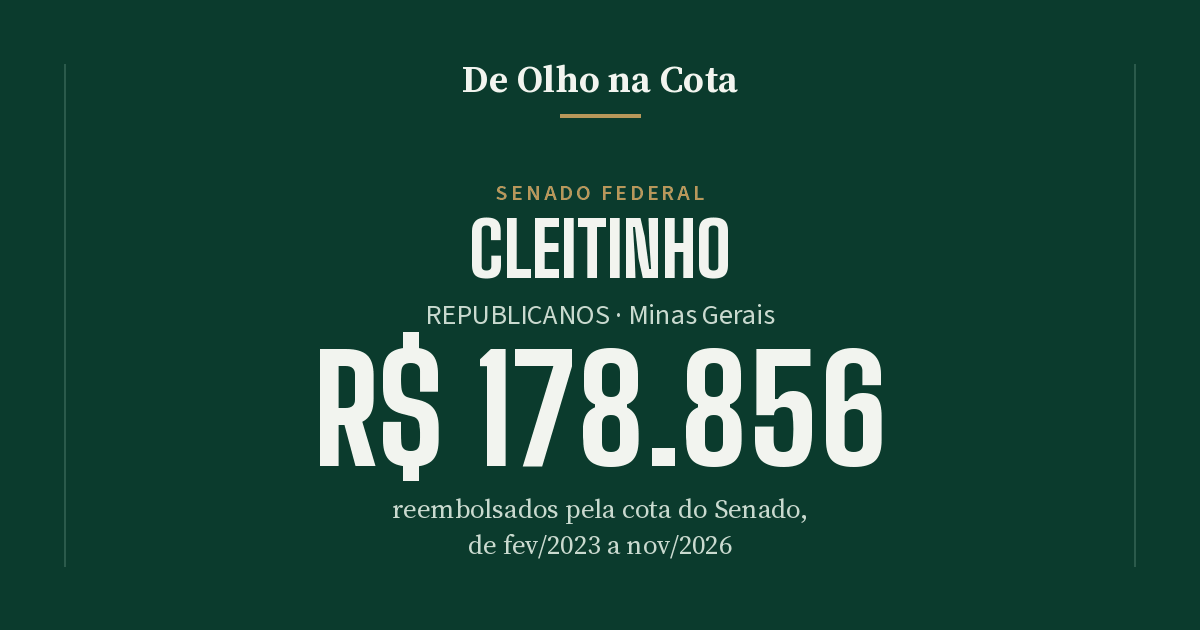 De Olho na Cota
SENADO FEDERAL
CLEITINHO
REPUBLICANOS · Minas Gerais
R$ 178.856
reembolsados pela cota do Senado,
de fev/2023 a nov/2026